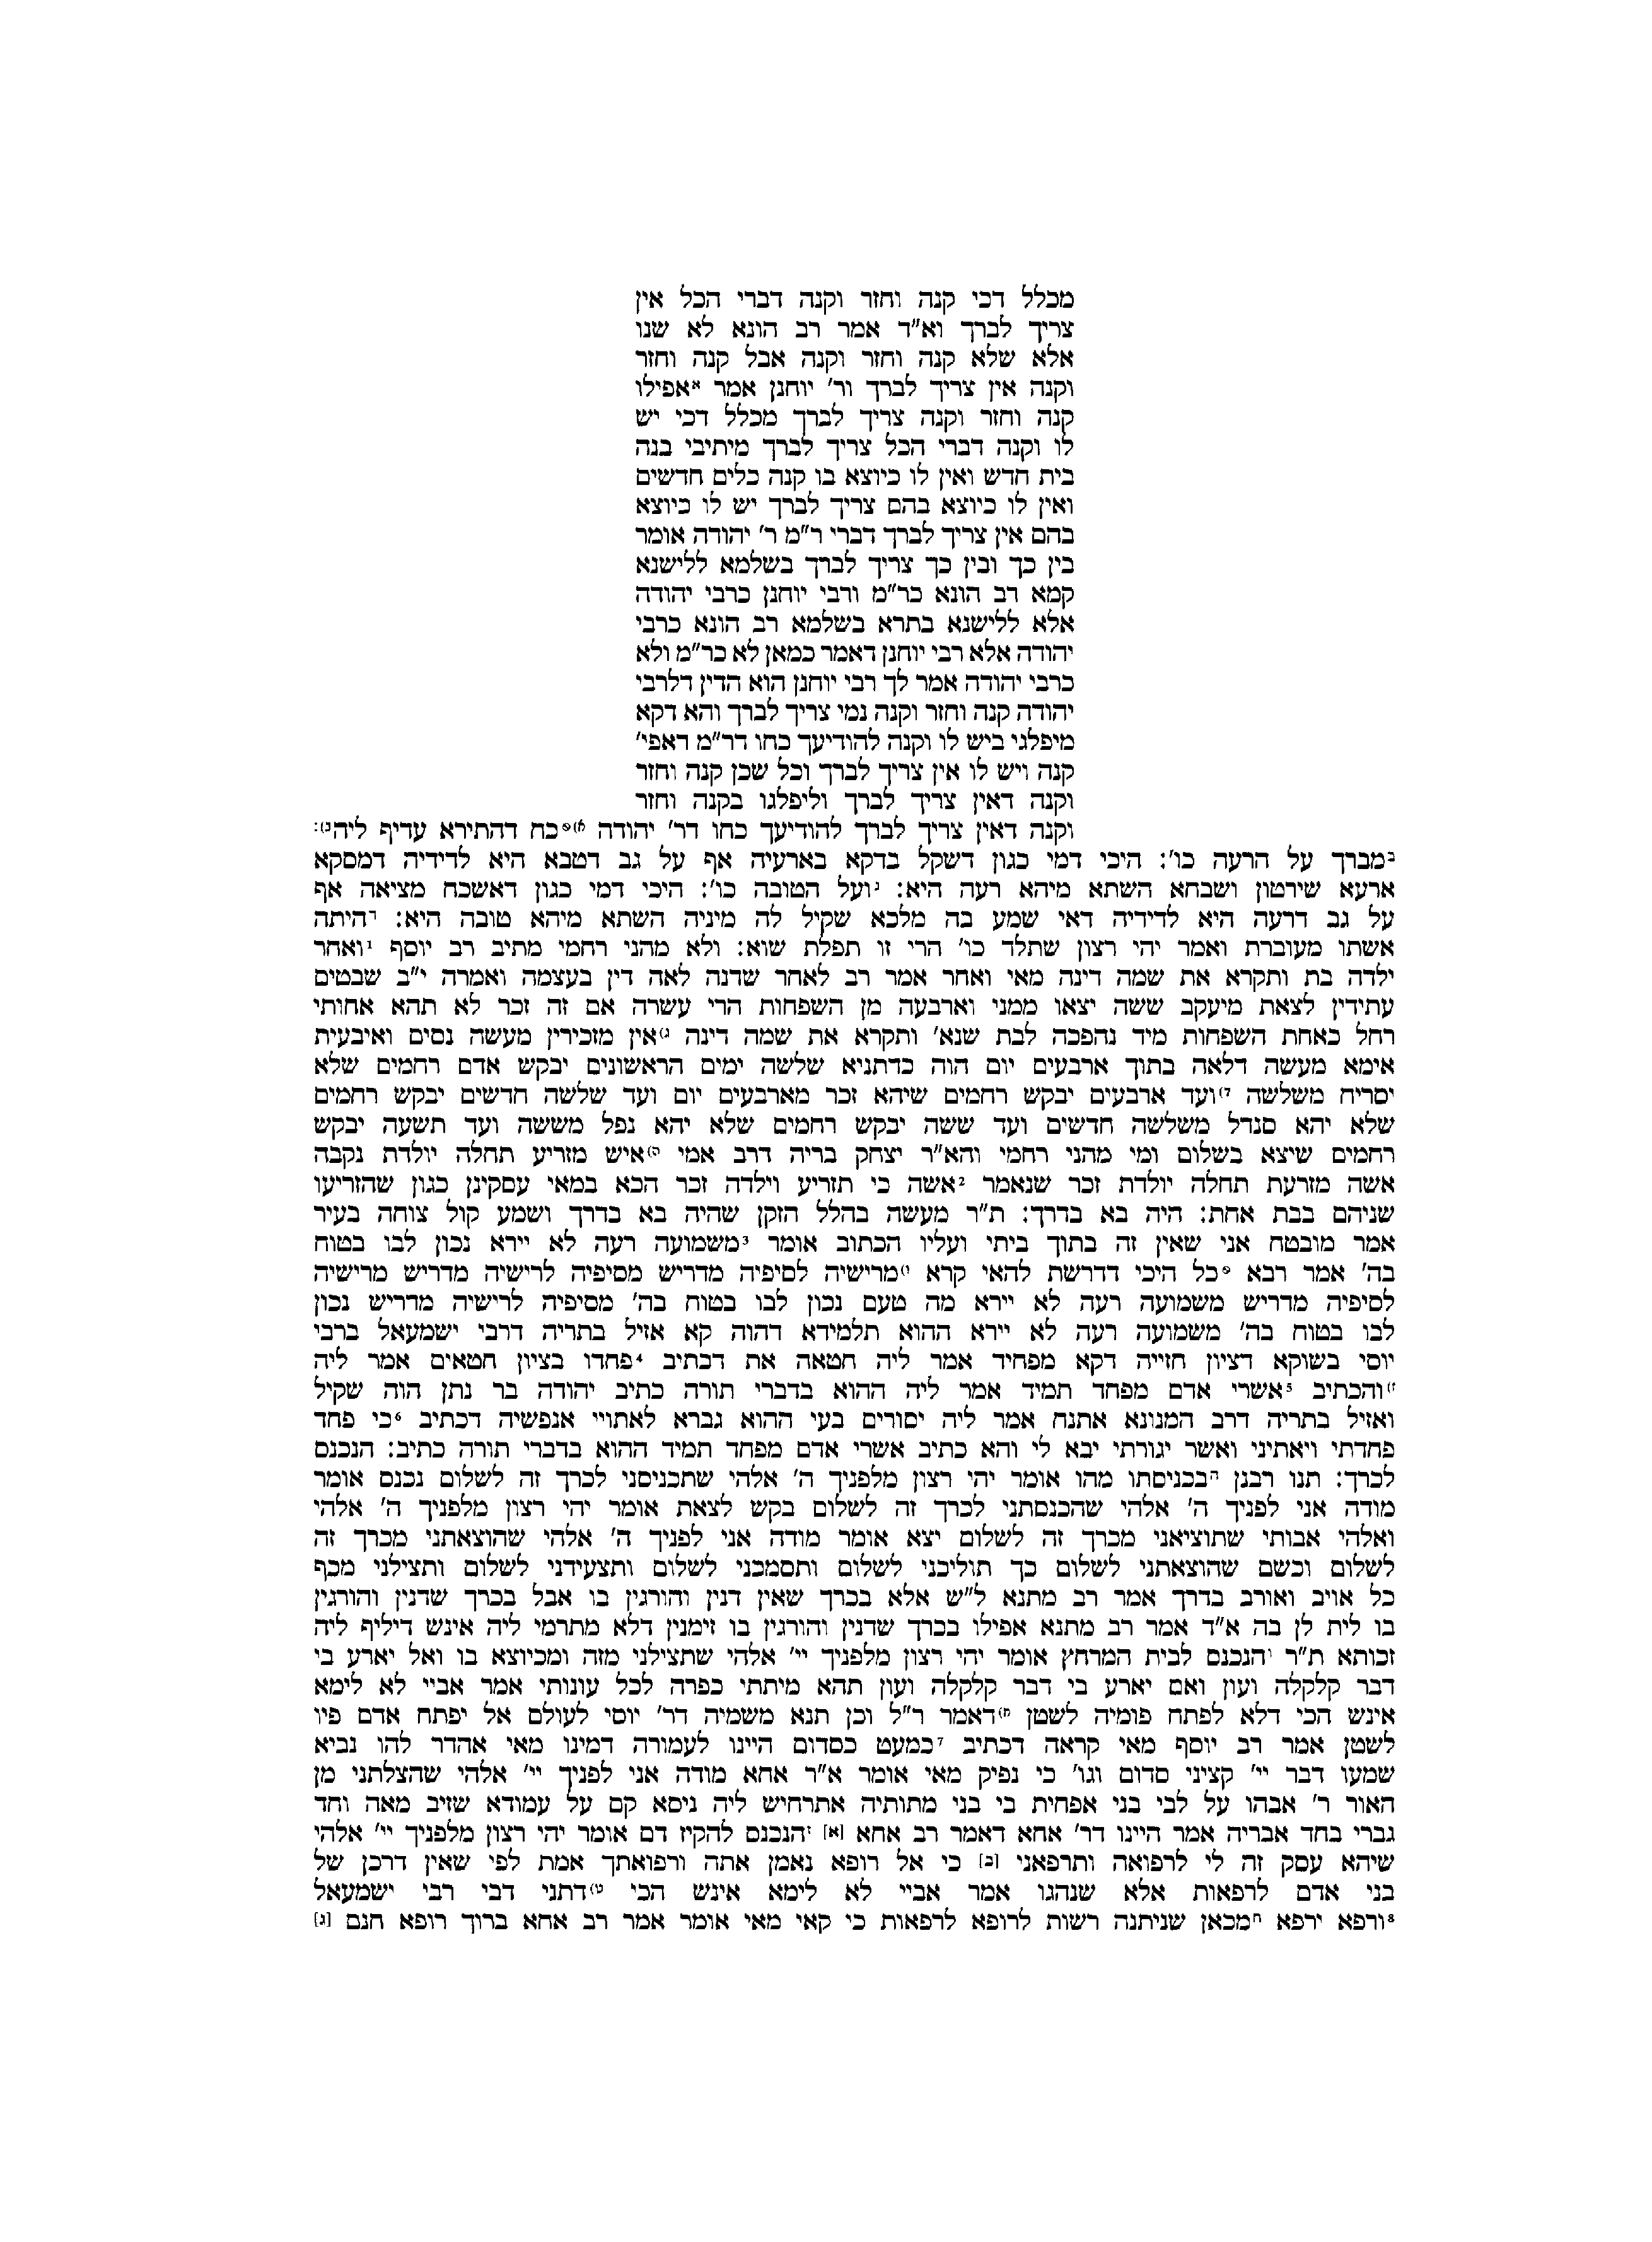 מכלל דכי קנה וחזר וקנה דברי הכל אין
צריך לברך וא"ד אמר רב הונא לא שנו
אלא שלא קנה וחזר וקנה אבל קנה וחזר
וקנה אין צריך לברך ור' יוחנן אמר אאפילו
קנה וחזר וקנה צריך לברך מכלל דכי יש
לו וקנה דברי הכל צריך לברך מיתיבי בנה
בית חדש ואין לו כיוצא בו קנה כלים חדשים
ואין לו כיוצא בהם צריך לברך יש לו כיוצא
בהם אין צריך לברך דברי ר"מ ר' יהודה אומר
בין כך ובין כך צריך לברך בשלמא ללישנא
קמא רב הונא כר"מ ורבי יוחנן כרבי יהודה
אלא ללישנא בתרא בשלמא רב הונא כרבי
יהודה אלא רבי יוחנן דאמר כמאן לא כר"מ ולא
כרבי יהודה אמר לך רבי יוחנן הוא הדין דלרבי
יהודה קנה וחזר וקנה נמי צריך לברך והא דקא
מיפלגי ביש לו וקנה להודיעך כחו דר"מ דאפי'
קנה ויש לו אין צריך לברך וכל שכן קנה וחזר
וקנה דאין צריך לברך וליפלגו בקנה וחזר
וקנה דאין צריך לברך להודיעך כחו דר' יהודה א) כח דהתירא עדיף ליה ב):
במברך על הרעה כו': היכי דמי כגון דשקל בדקא בארעיה אף על גב דטבא היא לדידיה דמסקא
ארעא שירטון ושבחא השתא מיהא רעה היא: גועל הטובה כו': היכי דמי כגון דאשכח מציאה אף
על גב דרעה היא לדידיה דאי שמע בה מלכא שקיל לה מיניה השתא מיהא טובה היא: דהיתה
אשתו מעוברת ואמר יהי רצון שתלד כו' הרי זו תפלת שוא: ולא מהני רחמי מתיב רב יוסף 1ואחר
ילדה בת ותקרא את שמה דינה מאי ואחר אמר רב לאחר שדנה לאה דין בעצמה ואמרה י"ב שבטים
עתידין לצאת מיעקב ששה יצאו ממני וארבעה מן השפחות הרי עשרה אם זה זכר לא תהא אחותי
רחל כאחת השפחות מיד נהפכה לבת שנא' ותקרא את שמה דינה ג)אין מזכירין מעשה נסים ואיבעית
אימא מעשה דלאה בתוך ארבעים יום הוה כדתניא שלשה ימים הראשונים יבקש אדם רחמים שלא
יסריח משלשה ד)ועד ארבעים יבקש רחמים שיהא זכר מארבעים יום ועד שלשה חדשים יבקש רחמים
שלא יהא סנדל משלשה חדשים ועד ששה יבקש רחמים שלא יהא נפל מששה ועד תשעה יבקש
רחמים שיצא בשלום ומי מהני רחמי והא"ר יצחק בריה דרב אמי ה)איש מזריע תחלה יולדת נקבה
אשה מזרעת תחלה יולדת זכר שנאמר 2אשה כי תזריע וילדה זכר הכא במאי עסקינן כגון שהזריעו
שניהם בבת אחת: היה בא בדרך: ת"ר מעשה בהלל הזקן שהיה בא בדרך ושמע קול צוחה בעיר
אמר מובטח אני שאין זה בתוך ביתי ועליו הכתוב אומר 3משמועה רעה לא יירא נכון לבו בטוח
בה' אמר רבא כל היכי דדרשת להאי קרא ו)מרישיה לסיפיה מדריש מסיפיה לרישיה מדריש מרישיה
לסיפיה מדריש משמועה רעה לא יירא מה טעם נכון לבו בטוח בה' מסיפיה לרישיה מדריש נכון
לבו בטוח בה' משמועה רעה לא יירא ההוא תלמידא דהוה קא אזיל בתריה דרבי ישמעאל ברבי
יוסי בשוקא דציון חזייה דקא מפחיד אמר ליה חטאה את דכתיב 4פחדו בציון חטאים אמר ליה
ז)והכתיב 5אשרי אדם מפחד תמיד אמר ליה ההוא בדברי תורה כתיב יהודה בר נתן הוה שקיל
ואזיל בתריה דרב המנונא אתנח אמר ליה יסורים בעי ההוא גברא לאתויי אנפשיה דכתיב 6כי פחד
פחדתי ויאתיני ואשר יגורתי יבא לי והא כתיב אשרי אדם מפחד תמיד ההוא בדברי תורה כתיב: הנכנס
לכרך: תנו רבנן הבכניסתו מהו אומר יהי רצון מלפניך ה' אלהי שתכניסני לכרך זה לשלום נכנס אומר
מודה אני לפניך ה' אלהי שהכנסתני לכרך זה לשלום בקש לצאת אומר יהי רצון מלפניך ה' אלהי
ואלהי אבותי שתוציאני מכרך זה לשלום יצא אומר מודה אני לפניך ה' אלהי שהוצאתני מכרך זה
לשלום וכשם שהוצאתני לשלום כך תוליכני לשלום ותסמכני לשלום ותצעידני לשלום ותצילני מכף
כל אויב ואורב בדרך אמר רב מתנא ל"ש אלא בכרך שאין דנין והורגין בו אבל בכרך שדנין והורגין
בו לית לן בה א"ד אמר רב מתנא אפילו בכרך שדנין והורגין בו זימנין דלא מתרמי ליה אינש דיליף ליה
זכותא ת"ר והנכנס לבית המרחץ אומר יהי רצון מלפניך יי' אלהי שתצילני מזה ומכיוצא בו ואל יארע בי
דבר קלקלה ועון ואם יארע בי דבר קלקלה ועון תהא מיתתי כפרה לכל עונותי אמר אביי לא לימא
אינש הכי דלא לפתח פומיה לשטן ח)דאמר ר"ל וכן תנא משמיה דר' יוסי לעולם אל יפתח אדם פיו
לשטן אמר רב יוסף מאי קראה דכתיב 7כמעט כסדום היינו לעמורה דמינו מאי אהדר להו נביא
שמעו דבר יי' קציני סדום וגו' כי נפיק מאי אומר א"ר אחא מודה אני לפניך יי' אלהי שהצלתני מן
האור ר' אבהו על לבי בני אפחית בי בני מתותיה אתרחיש ליה ניסא קם על עמודא שזיב מאה וחד
גברי בחד אבריה אמר היינו דר' אחא דאמר רב אחא [א] זהנכנס להקיז דם אומר יהי רצון מלפניך יי' אלהי
שיהא עסק זה לי לרפואה ותרפאני [ב] כי אל רופא נאמן אתה ורפואתך אמת לפי שאין דרכן של
בני אדם לרפאות אלא שנהגו אמר אביי לא לימא אינש הכי ט)דתני דבי רבי ישמעאל
8ורפא ירפא חמכאן שניתנה רשות לרופא לרפאות כי קאי מאי אומר אמר רב אחא ברוך רופא חנם [ג]